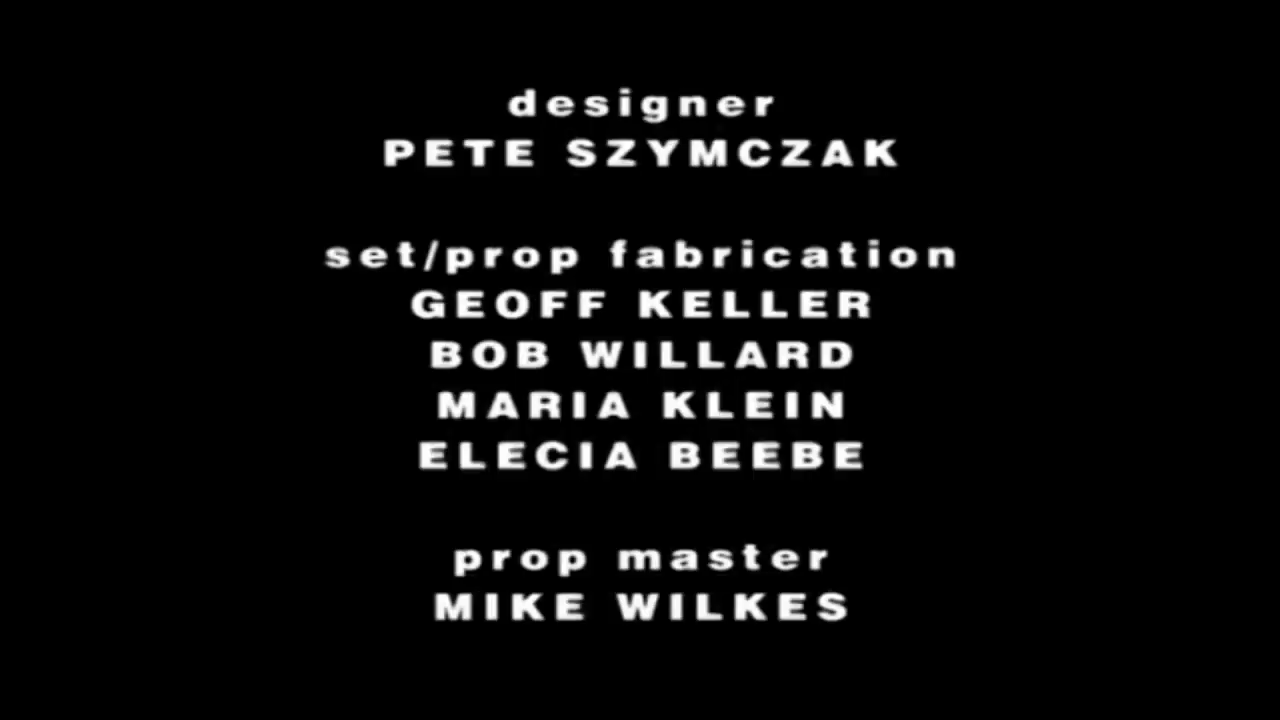 designer
PETE SZYMCZAK
set/prop fabrication
GEOFF KELLER
BOB WILLARD
MARIA KLEIN
ELECIA BEEBE
prop master
MIKE WILKES